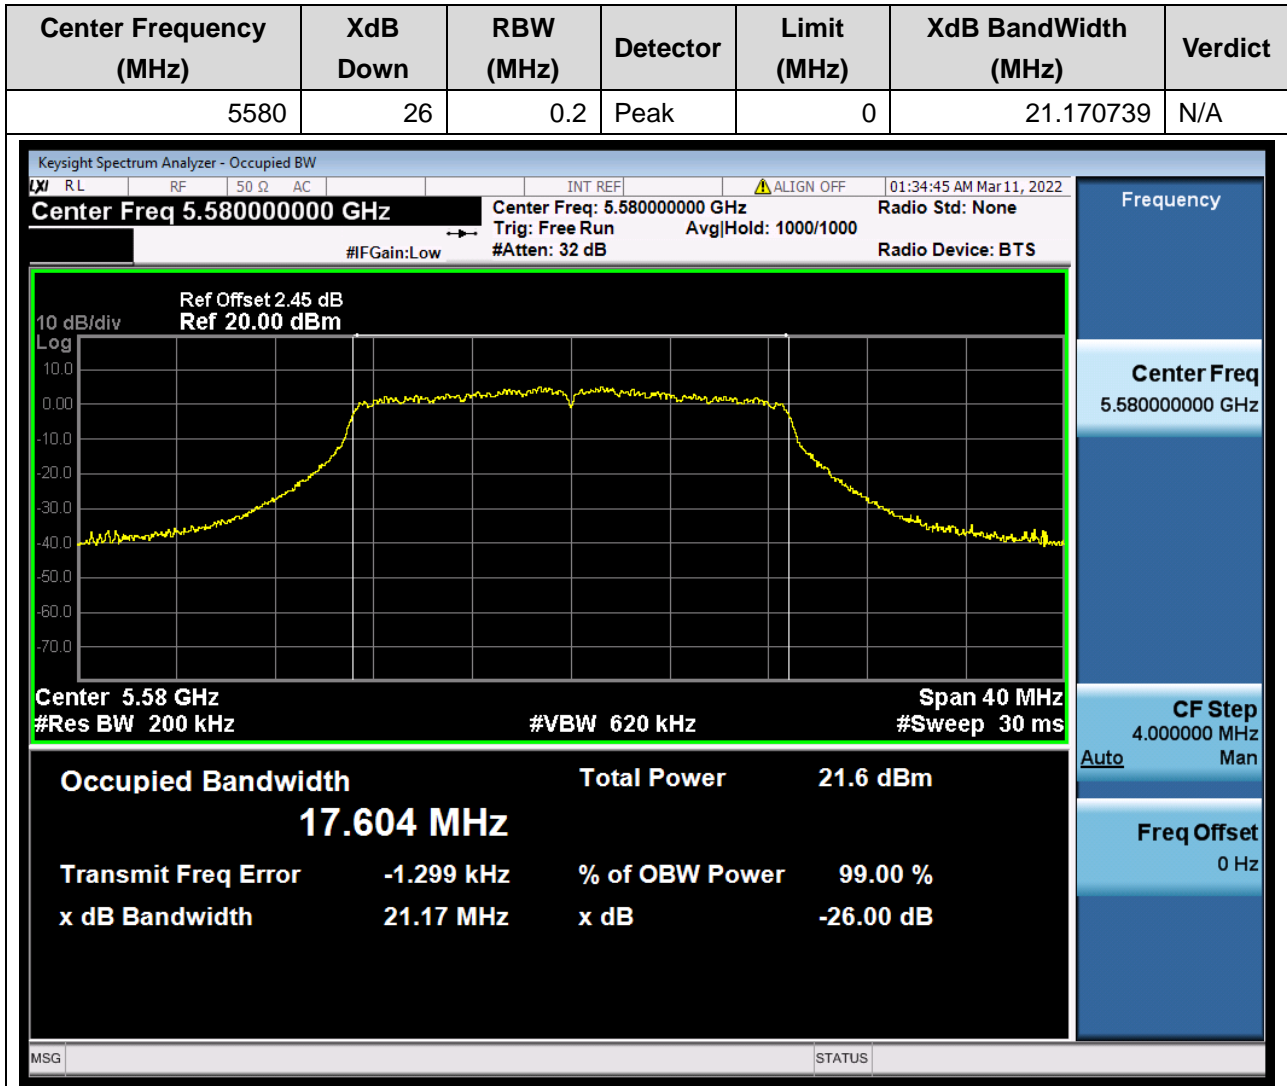 Center Frequency (MHz) XdB Down RBW (MHz) Detector Limit (MHz) XdB BandWidth (MHz) Verdict
5580 26 0.2 Peak 0 21.170739 N/A
Keysight Spectrum Analyzer - Occupied BW
LXI RL RF 50 Ω AC INT REF ALIGN OFF 01:34:45 AM Mar 11, 2022
Center Freq 5.580000000 GHz
Center Freq: 5.580000000 GHz
Radio Std: None
Trig: Free Run Avg|Hold: 1000/1000
#IFGain:Low
#Atten: 32 dB
Radio Device: BTS
Ref Offset 2.45 dB
10 dB/div Ref 20.00 dBm
Log
10.0
0.00
-10.0
-20.0
-30.0
-40.0
-50.0
-60.0
-70.0
Center 5.58 GHz Span 40 MHz
#Res BW 200 kHz #VBW 620 kHz #Sweep 30 ms
Occupied Bandwidth Total Power 21.6 dBm
17.604 MHz
Transmit Freq Error -1.299 kHz % of OBW Power 99.00 %
x dB Bandwidth 21.17 MHz x dB -26.00 dB
Frequency
Center Freq
5.580000000 GHz
CF Step
4.000000 MHz
Auto Man
Freq Offset
0 Hz
MSG STATUS